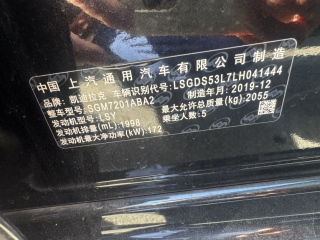 中国上汽通用汽车有限公司制造
品牌:凯迪拉克 车辆识别代号:LSGDS53L7LH041444
整车型号:SGM7201ABA2 制造年月:2019-12
发动机型号:LSY 最大允许总质量(kg):2055
发动机排量(mL):1998 乘坐人数:5
发动机最大净功率(kW):172